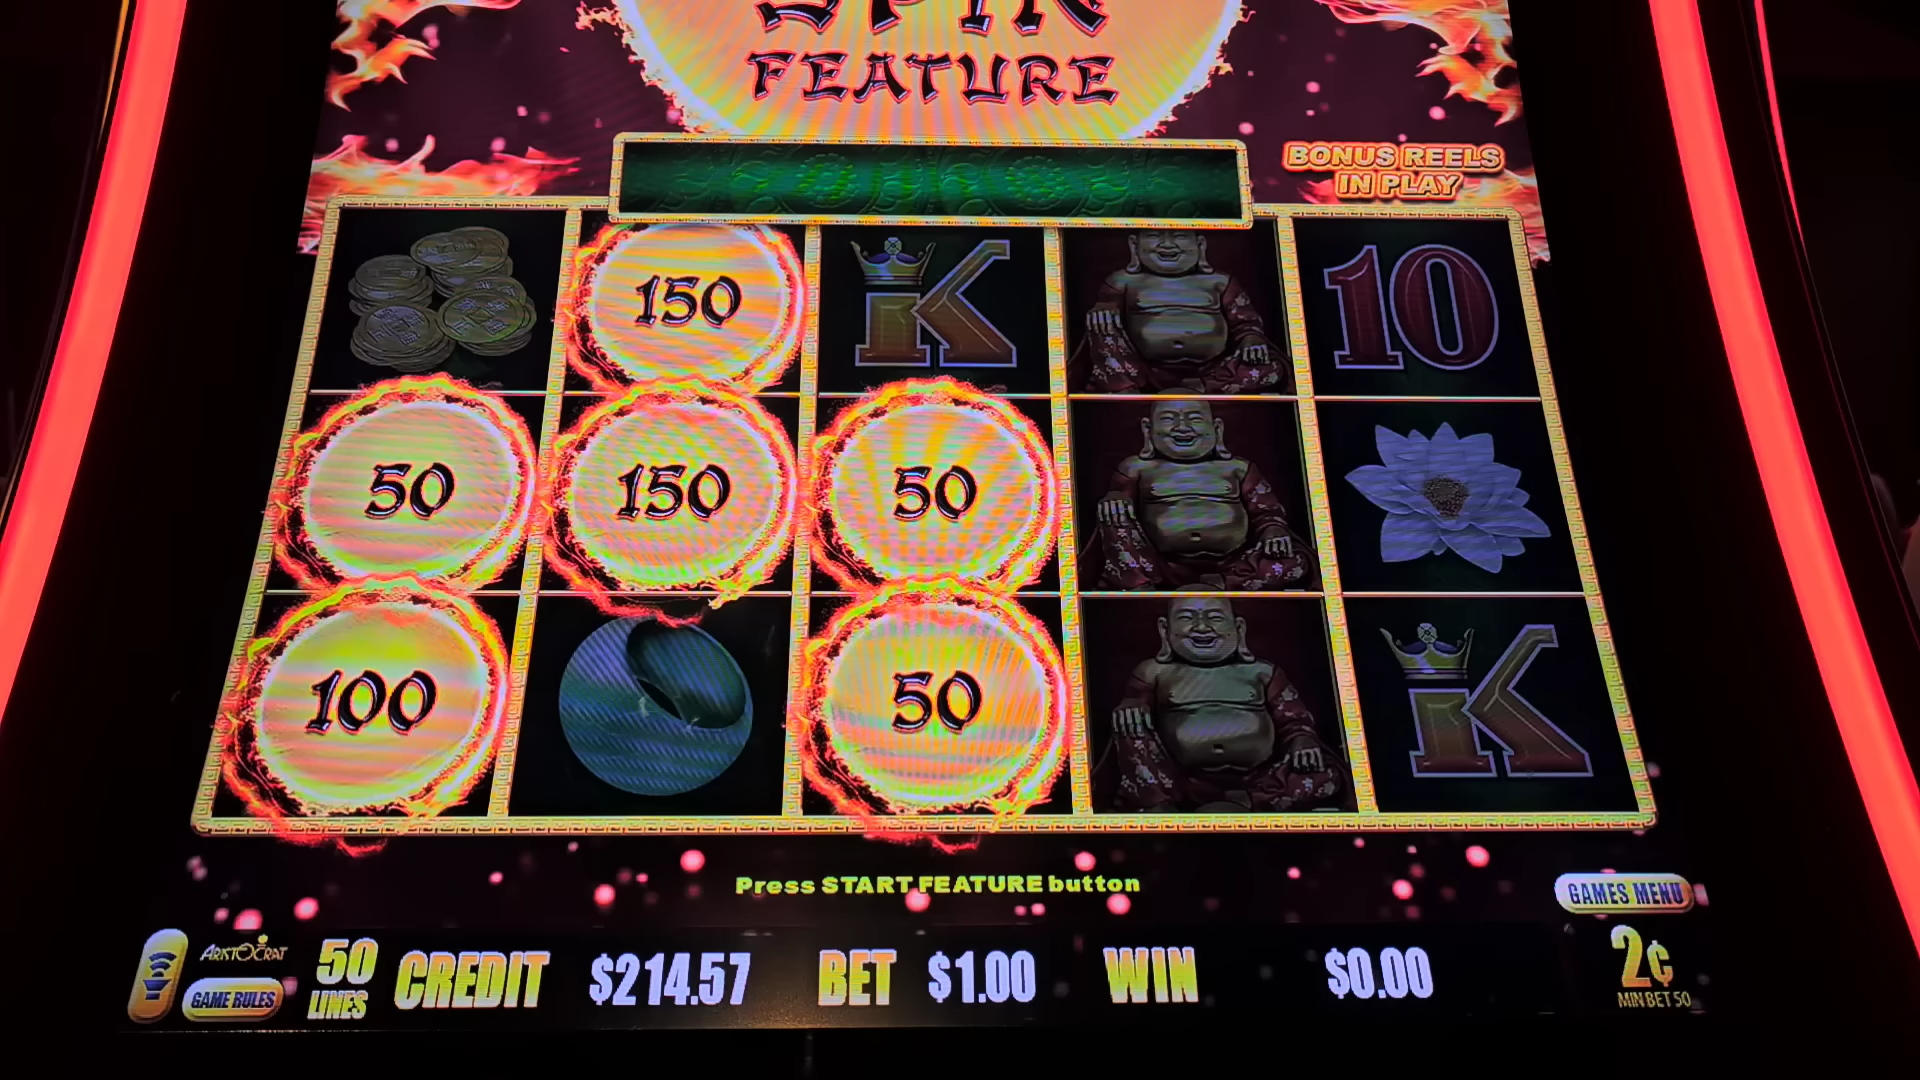 SPIN
FEATURE
BONUS REELS
IN PLAY
150
K
10
50
150
50
100
50
K
Press START FEATURE button
GAMES MENU
ARISTOCRAT
GAME RULES
50
LINES
CREDIT $214.57
BET $1.00
WIN $0.00
2¢
MIN BET 50